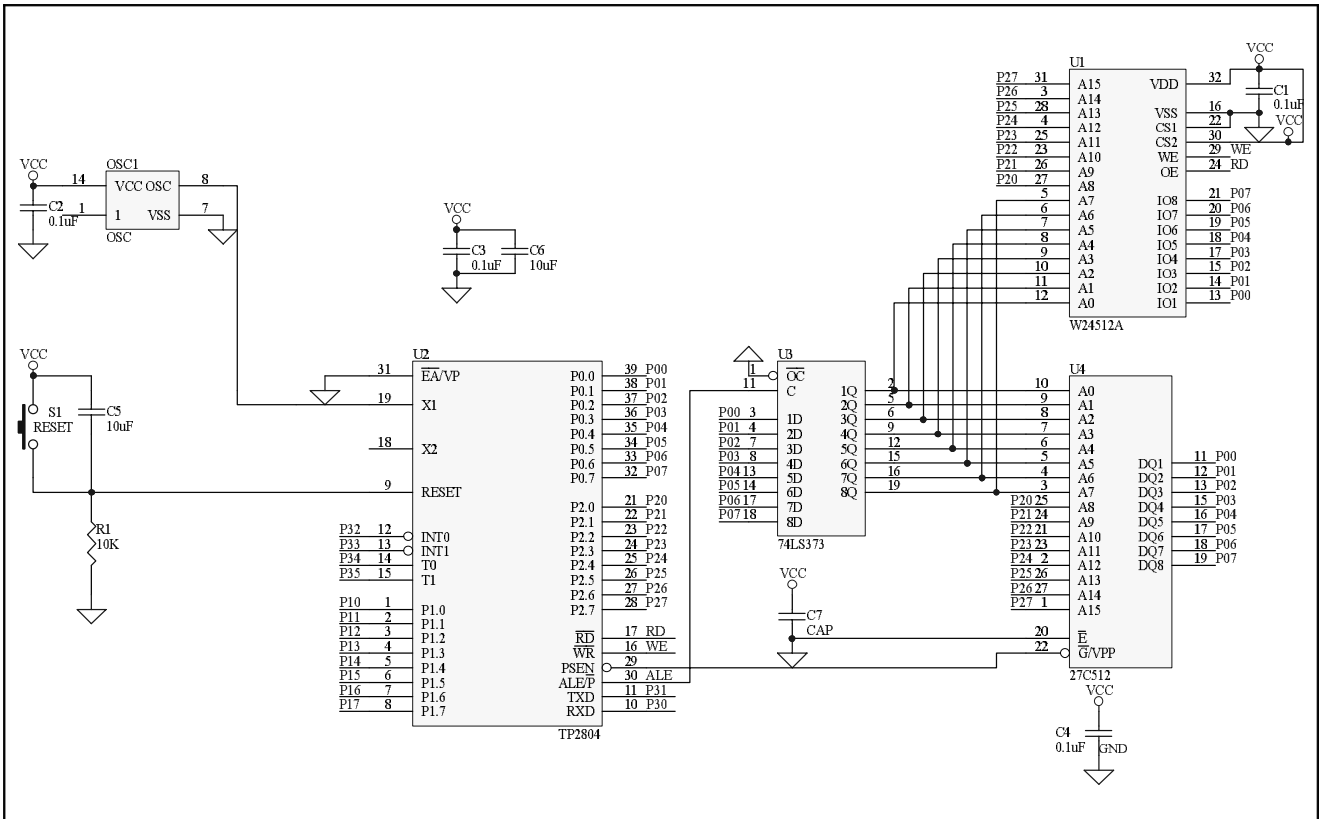 VCC
14
VCC OSC
8
C2
0.1uF
1
1
VSS
7
OSC1
OSC
VCC
C3
0.1uF
C6
10uF
VCC
S1
RESET
C5
10uF
R1
10K
U2
31
EA/VP
19
X1
18
X2
9
RESET
P32 12 INT0
P33 13 INT1
P34 14 T0
P35 15 T1
P10 1 P1.0
P11 2 P1.1
P12 3 P1.2
P13 4 P1.3
P14 5 P1.4
P15 6 P1.5
P16 7 P1.6
P17 8 P1.7
P0.0 39 P00
P0.1 38 P01
P0.2 37 P02
P0.3 36 P03
P0.4 35 P04
P0.5 34 P05
P0.6 33 P06
P0.7 32 P07
P2.0 21 P20
P2.1 22 P21
P2.2 23 P22
P2.3 24 P23
P2.4 25 P24
P2.5 26 P25
P2.6 27 P26
P2.7 28 P27
RD 17 RD
WR 16 WE
PSEN 29
ALE/P 30 ALE
TXD 11 P31
RXD 10 P30
TP2804
U3
1 OC
11 C
P00 3 1D
P01 4 2D
P02 7 3D
P03 8 4D
P04 13 5D
P05 14 6D
P06 17 7D
P07 18 8D
1Q 2
2Q 5
3Q 6
4Q 9
5Q 12
6Q 15
7Q 16
8Q 19
74LS373
VCC
C7
CAP
U1
P27 31 A15
P26 3 A14
P25 28 A13
P24 4 A12
P23 25 A11
P22 23 A10
P21 26 A9
P20 27 A8
5 A7
6 A6
7 A5
8 A4
9 A3
10 A2
11 A1
12 A0
VDD 32
VSS 16
CS1 22
CS2 30
WE 29 WE
OE 24 RD
IO8 21 P07
IO7 20 P06
IO6 19 P05
IO5 18 P04
IO4 17 P03
IO3 15 P02
IO2 14 P01
IO1 13 P00
W24512A
VCC
C1
0.1uF
VCC
U4
10 A0
9 A1
8 A2
7 A3
6 A4
5 A5
4 A6
3 A7
P20 25 A8
P21 24 A9
P22 21 A10
P23 23 A11
P24 2 A12
P25 26 A13
P26 27 A14
P27 1 A15
20 E
22 G/VPP
DQ1 11 P00
DQ2 12 P01
DQ3 13 P02
DQ4 15 P03
DQ5 16 P04
DQ6 17 P05
DQ7 18 P06
DQ8 19 P07
27C512
VCC
C4
0.1uF
GND